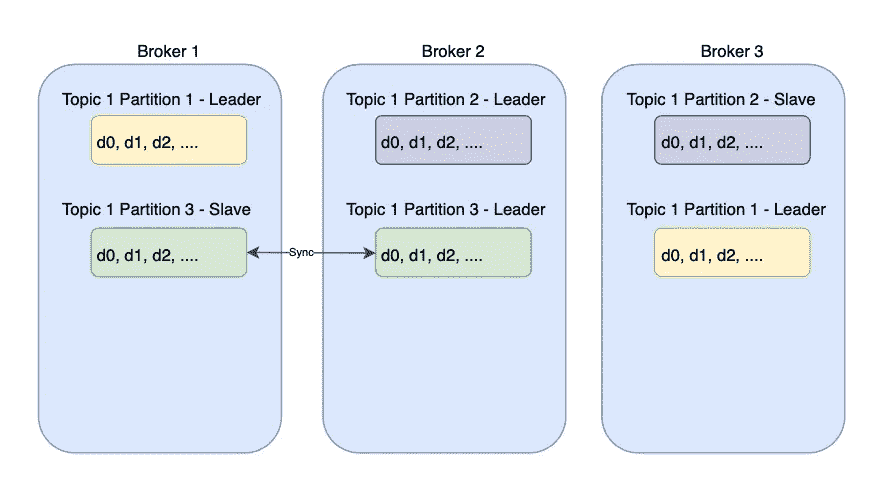 Broker 1
Broker 2
Broker 3
Topic 1 Partition 1 - Leader
Topic 1 Partition 2 - Leader
Topic 1 Partition 2 - Slave
d0, d1, d2, ....
d0, d1, d2, ....
d0, d1, d2, ....
Topic 1 Partition 3 - Slave
Topic 1 Partition 3 - Leader
Topic 1 Partition 1 - Leader
d0, d1, d2, ....
Sync
d0, d1, d2, ....
d0, d1, d2, ....